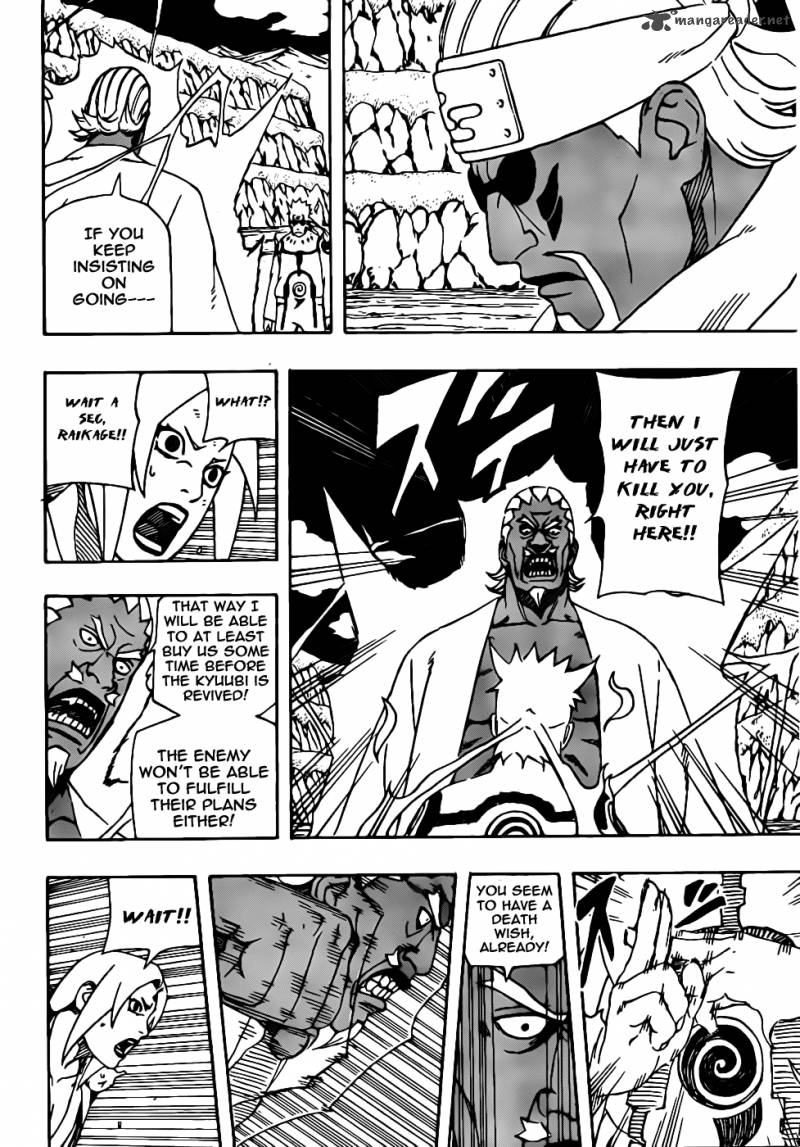 mangareader.net
IF YOU
KEEP
INSISTING
ON
GOING---
WAIT A
SEC,
RAIKAGE!!
WHAT!?
THEN I
WILL JUST
HAVE TO
KILL YOU,
RIGHT
HERE!!
THAT WAY I
WILL BE ABLE
TO AT LEAST
BUY US SOME
TIME BEFORE
THE KYUUBI IS
REVIVED!
THE ENEMY
WON'T BE ABLE
TO FULFILL
THEIR PLANS
EITHER!
WAIT!!
YOU SEEM
TO HAVE A
DEATH
WISH,
ALREADY!